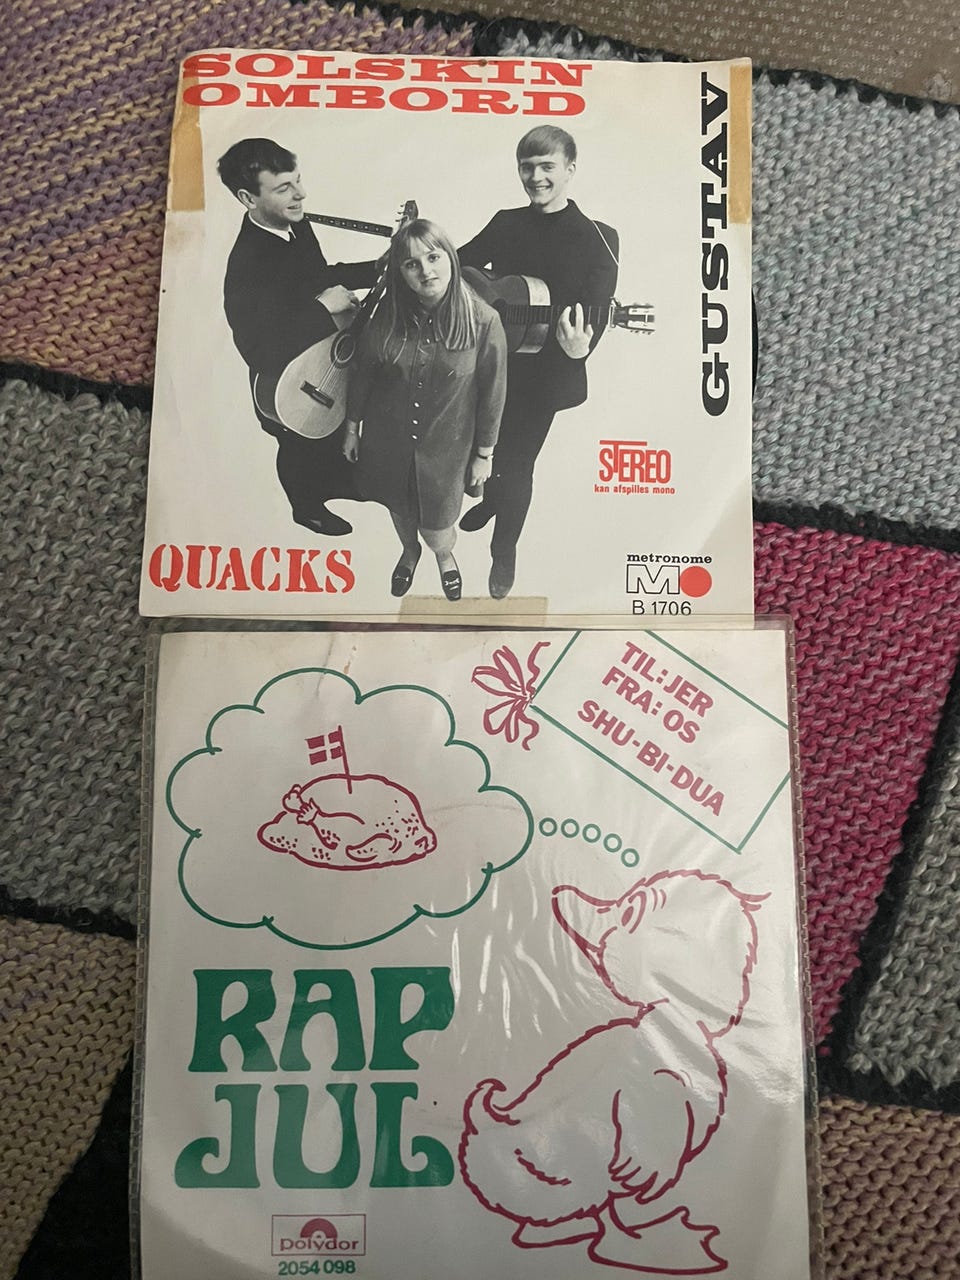 SOLSKIN
OMBORD
GUSTAV
STEREO
kan afspilles mono
QUACKS
metronome
M
B 1706
TIL: JER
FRA: OS
SHU-BI-DUA
RAP
JUL
polydor
2054 098